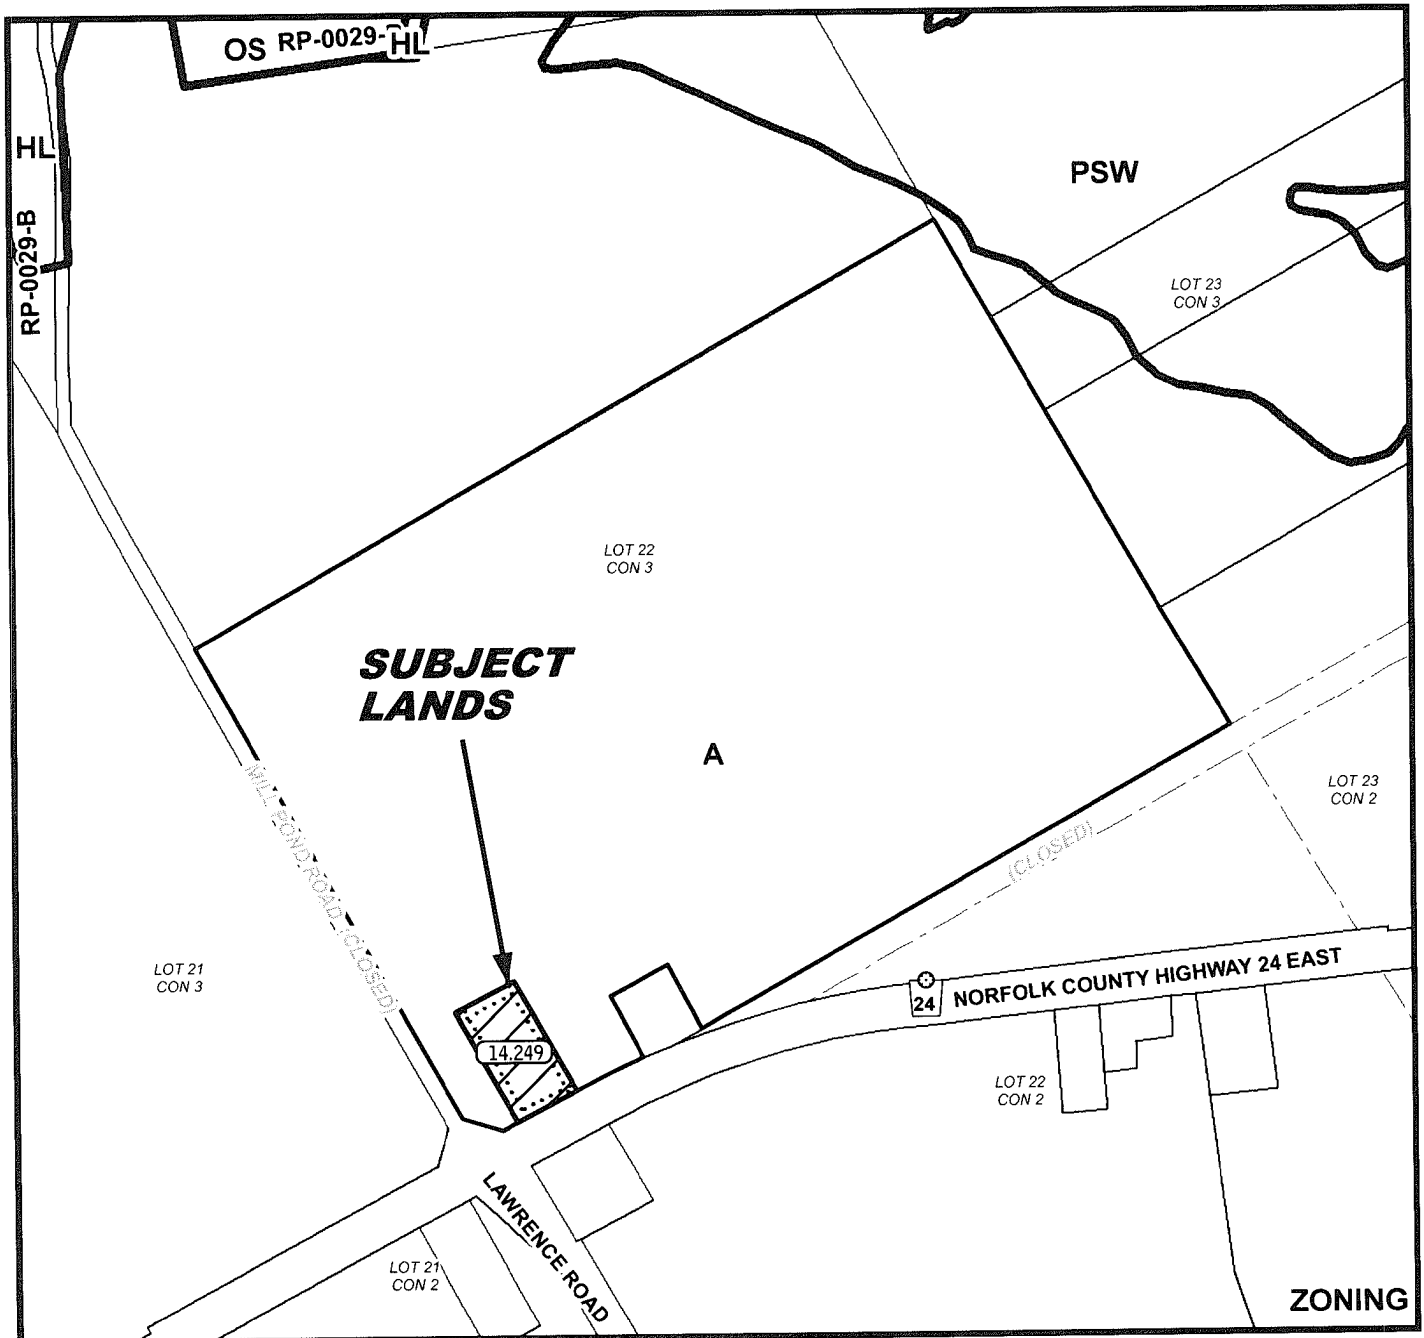 OS RP-0029-
HL
HL
RP-0029-B
PSW
LOT 23
CON 3
LOT 22
CON 3
SUBJECT
LANDS
A
MILL POND ROAD (CLOSED)
(CLOSED)
LOT 23
CON 2
LOT 21
CON 3
14.249
24
NORFOLK COUNTY HIGHWAY 24 EAST
LOT 22
CON 2
LAWRENCE ROAD
LOT 21
CON 2
ZONING